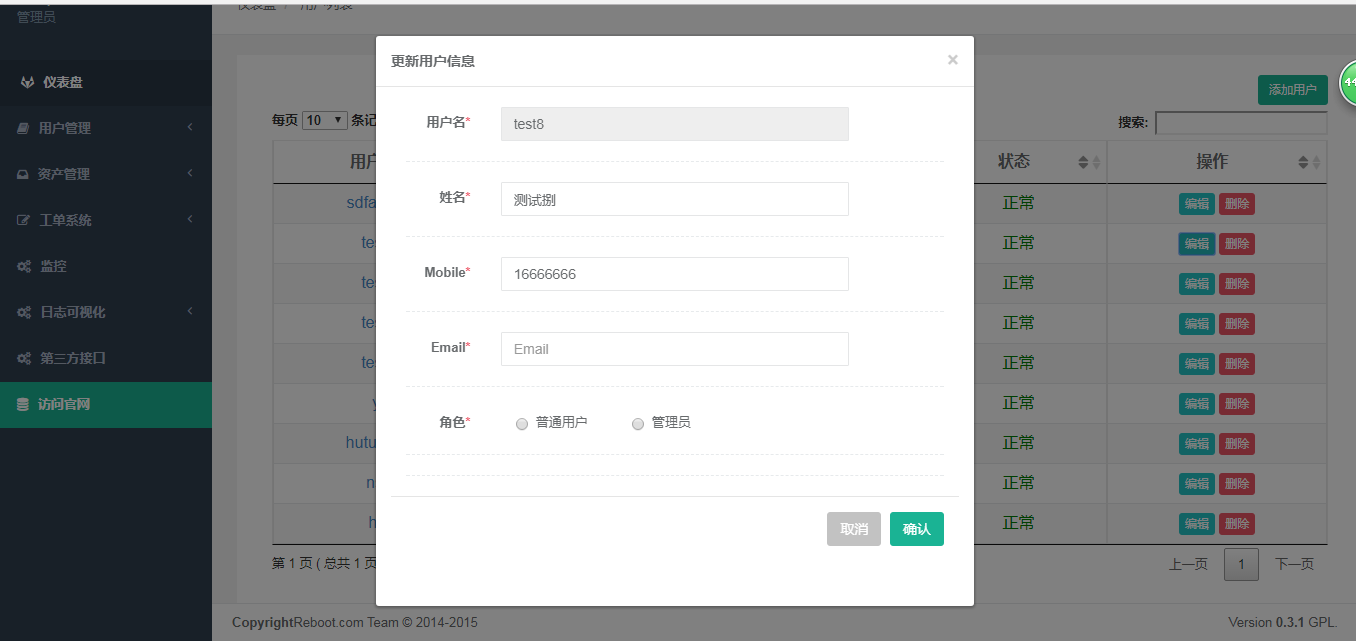 管理员
仪表盘 / 用户列表
仪表盘
用户管理
资产管理
工单系统
监控
日志可视化
第三方接口
访问官网
更新用户信息 ×
用户名* test8
姓名* 测试捌
Mobile* 16666666
Email* Email
角色* 普通用户 管理员
取消 确认
添加用户
44
每页 10 条记
搜索:
用户 状态 操作
sdfa 正常 编辑 删除
tes 正常 编辑 删除
tes 正常 编辑 删除
tes 正常 编辑 删除
tes 正常 编辑 删除
y 正常 编辑 删除
hutu 正常 编辑 删除
n 正常 编辑 删除
h 正常 编辑 删除
第 1 页 ( 总共 1 页
上一页 1 下一页
CopyrightReboot.com Team © 2014-2015
Version 0.3.1 GPL.